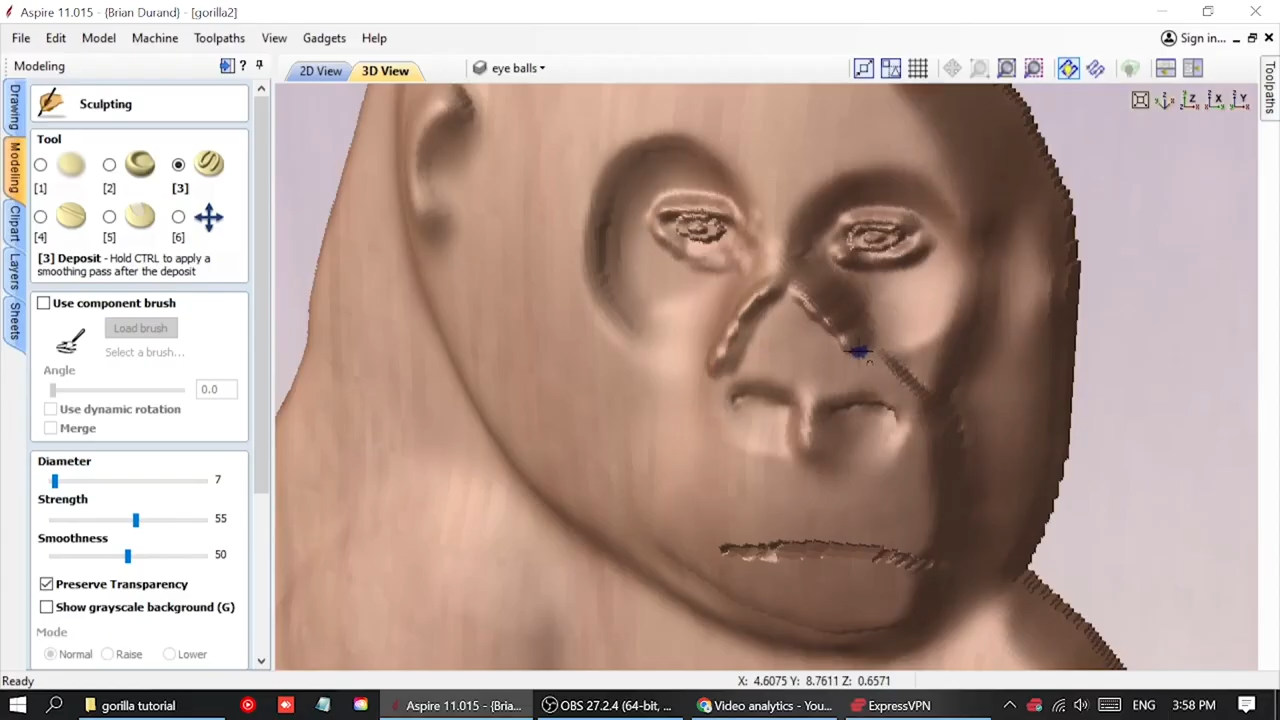 Aspire 11.015 - {Brian Durand} - [gorilla2]
File Edit Model Machine Toolpaths View Gadgets Help
Sign in...
Modeling
2D View
3D View
eye balls
Drawing
Modeling
Clipart
Layers
Sheets
Toolpaths
Z X Y
Sculpting
Tool
[1] [2] [3]
[4] [5] [6]
[3] Deposit - Hold CTRL to apply a
smoothing pass after the deposit
Use component brush
Load brush
Select a brush...
Angle
0.0
Use dynamic rotation
Merge
Diameter
7
Strength
55
Smoothness
50
Preserve Transparency
Show grayscale background (G)
Mode
Normal Raise Lower
Ready
X: 4.6075 Y: 8.7611 Z: 0.6571
gorilla tutorial
Aspire 11.015 - {Bria...
OBS 27.2.4 (64-bit, ...
Video analytics - You...
ExpressVPN
ENG
3:58 PM